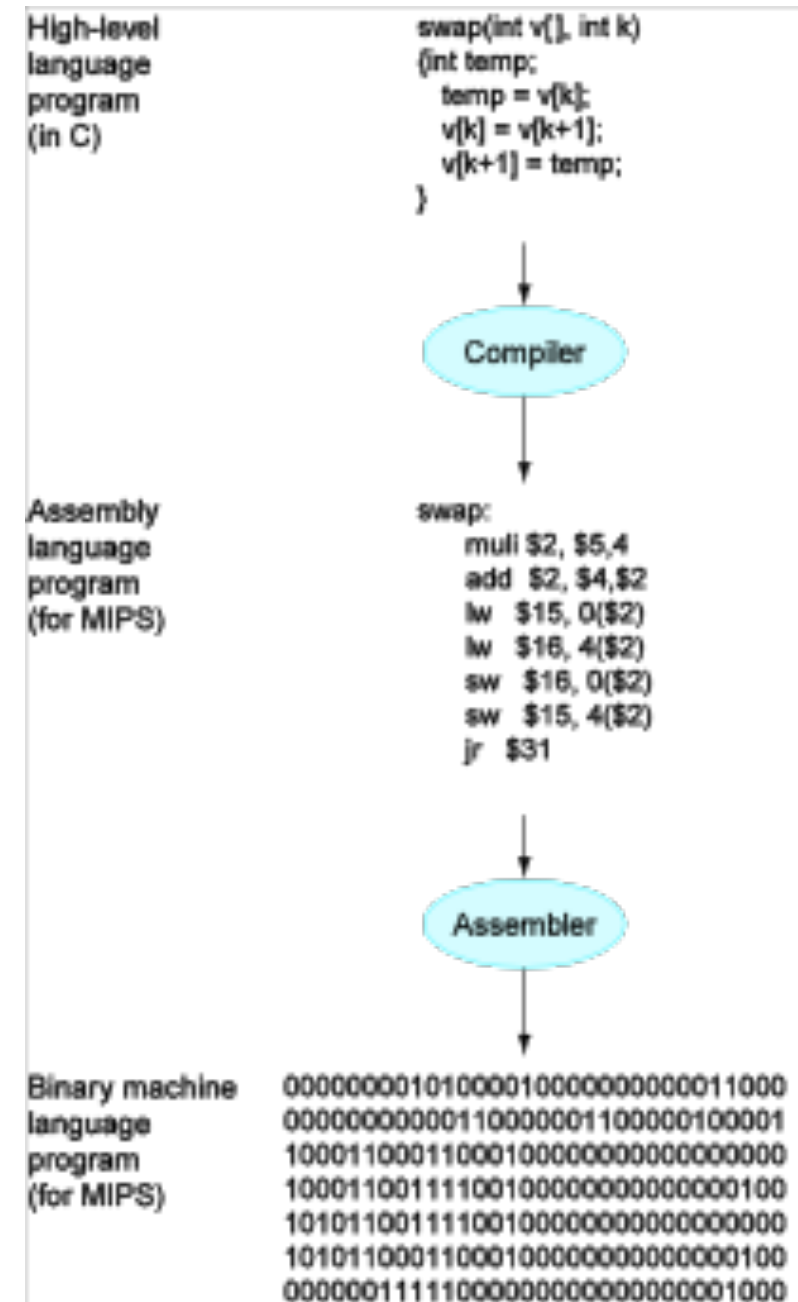 High-level
language
program
(in C)
swap(int v[], int k)
{int temp;
temp = v[k];
v[k] = v[k+1];
v[k+1] = temp;
}
Compiler
Assembly
language
program
(for MIPS)
swap:
muli $2, $5,4
add $2, $4,$2
lw $15, 0($2)
lw $16, 4($2)
sw $16, 0($2)
sw $15, 4($2)
jr $31
Assembler
Binary machine
language
program
(for MIPS)
00000000101000010000000000011000
00000000000110000001100000100001
10001100011000100000000000000000
10001100111100100000000000000100
10101100111100100000000000000000
10101100011000100000000000000100
00000011111000000000000000001000